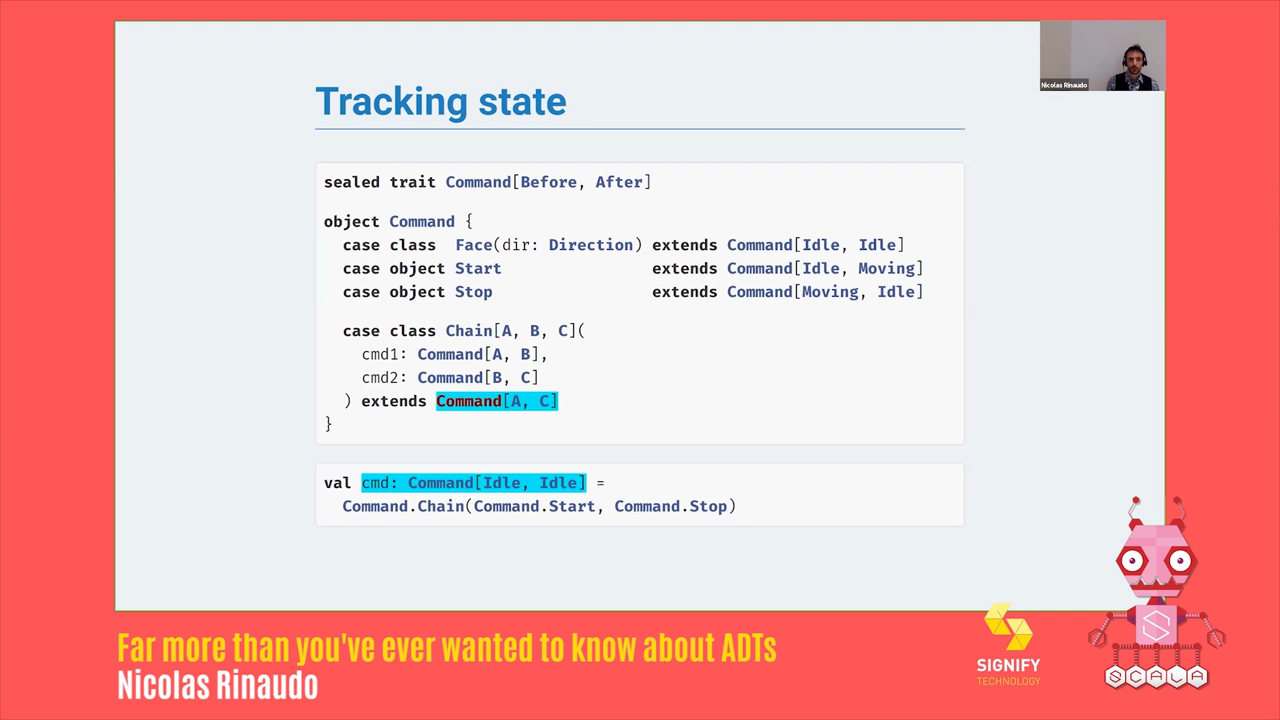 Nicolas Rinaudo
Tracking state
sealed trait Command[Before, After]
object Command {
  case class  Face(dir: Direction) extends Command[Idle, Idle]
  case object Start                extends Command[Idle, Moving]
  case object Stop                 extends Command[Moving, Idle]
  case class Chain[A, B, C](
    cmd1: Command[A, B],
    cmd2: Command[B, C]
  ) extends Command[A, C]
}
val cmd: Command[Idle, Idle] =
  Command.Chain(Command.Start, Command.Stop)
Far more than you've ever wanted to know about ADTs
Nicolas Rinaudo
SIGNIFY
TECHNOLOGY
S
SCALA